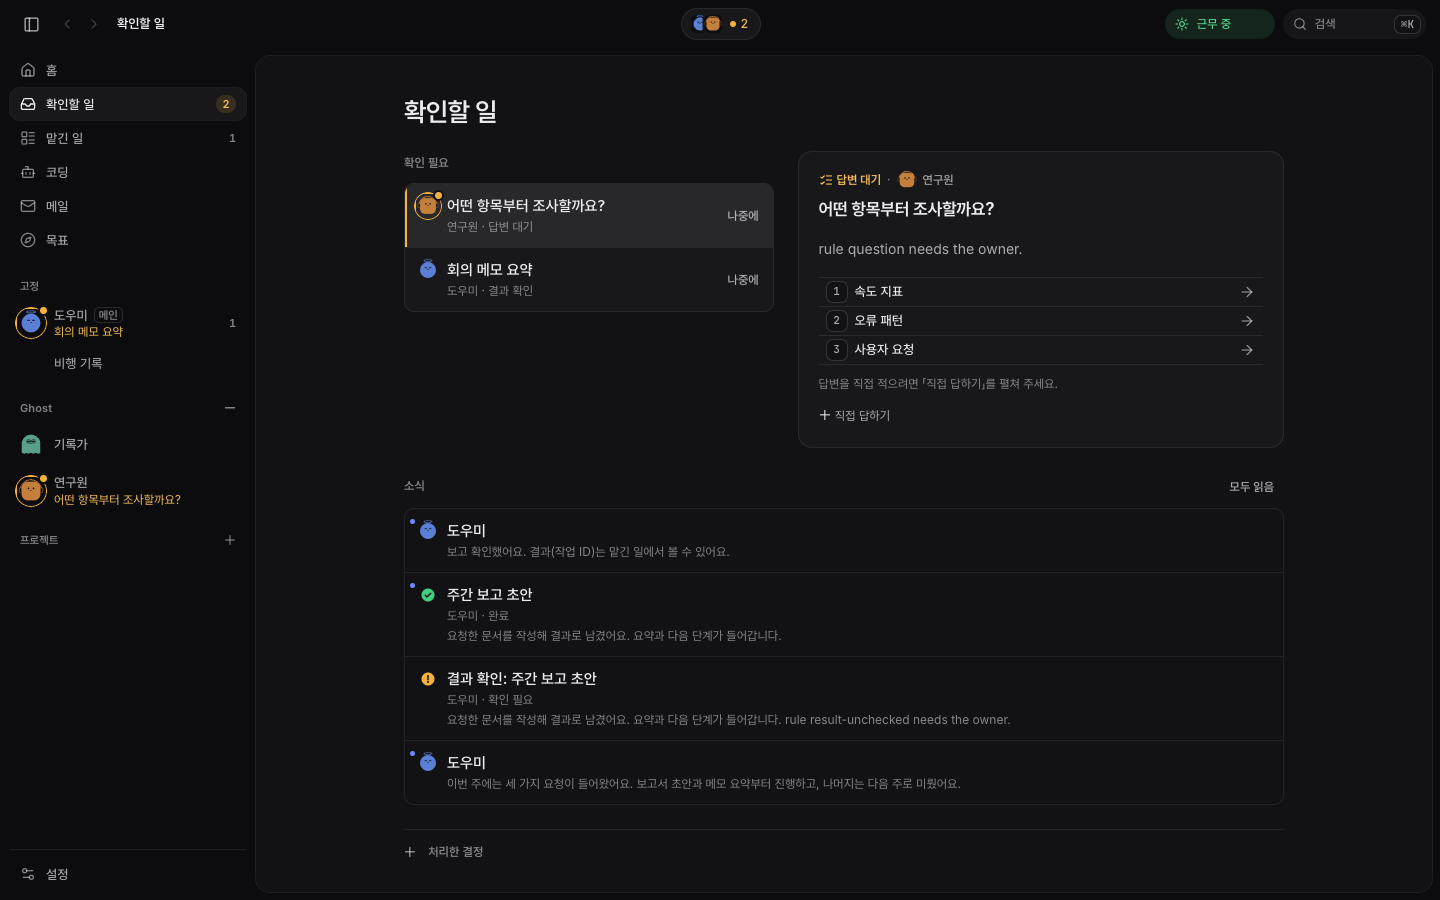 확인할 일
2
근무 중
검색
⌘K
홈
확인할 일
2
맡긴 일
1
코딩
메일
목표
고정
도우미 메인
회의 메모 요약
1
비행 기록
Ghost
기록가
연구원
어떤 항목부터 조사할까요?
프로젝트
설정
확인할 일
확인 필요
어떤 항목부터 조사할까요?
연구원 · 답변 대기
나중에
회의 메모 요약
도우미 · 결과 확인
나중에
답변 대기 · 연구원
어떤 항목부터 조사할까요?
rule question needs the owner.
1 속도 지표
2 오류 패턴
3 사용자 요청
답변을 직접 적으려면 「직접 답하기」를 펼쳐 주세요.
직접 답하기
소식
모두 읽음
도우미
보고 확인했어요. 결과(작업 ID)는 맡긴 일에서 볼 수 있어요.
주간 보고 초안
도우미 · 완료
요청한 문서를 작성해 결과로 남겼어요. 요약과 다음 단계가 들어갑니다.
결과 확인: 주간 보고 초안
도우미 · 확인 필요
요청한 문서를 작성해 결과로 남겼어요. 요약과 다음 단계가 들어갑니다. rule result-unchecked needs the owner.
도우미
이번 주에는 세 가지 요청이 들어왔어요. 보고서 초안과 메모 요약부터 진행하고, 나머지는 다음 주로 미뤘어요.
처리한 결정